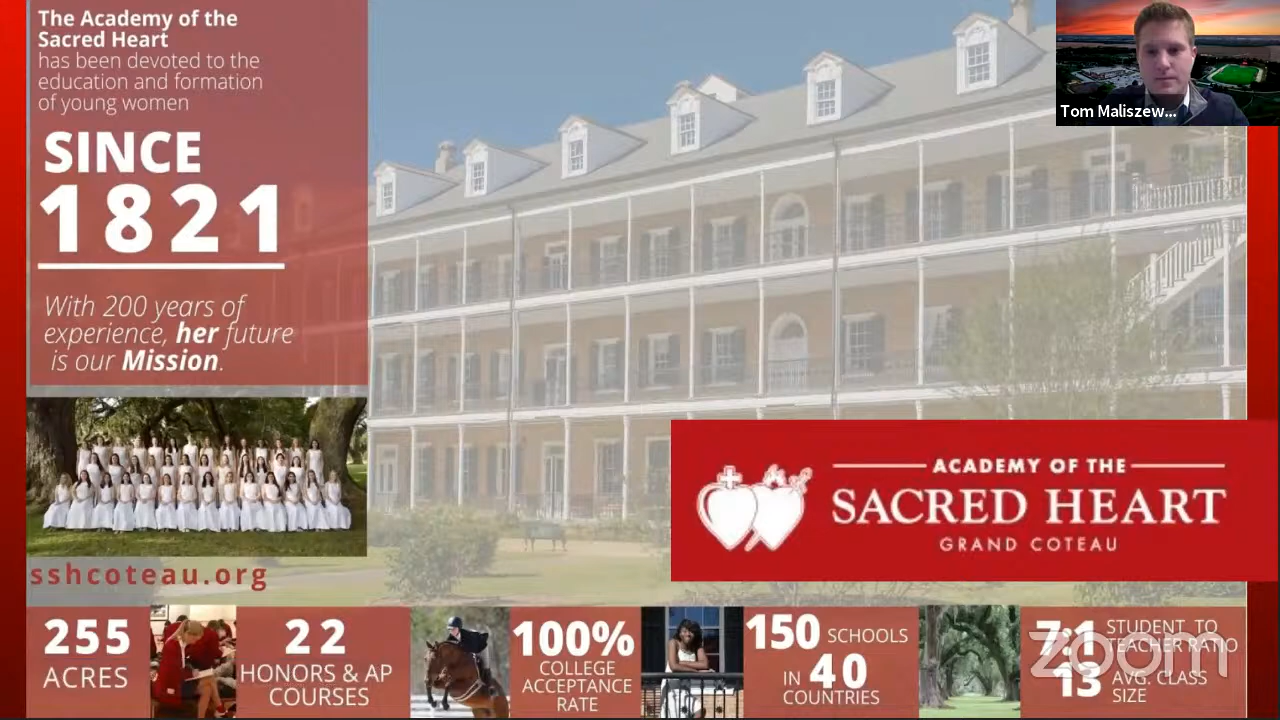 The Academy of the
Sacred Heart
has been devoted to the
education and formation
of young women
SINCE
1821
With 200 years of
experience, her future
is our Mission.
sshcoteau.org
Tom Maliszew...
ACADEMY OF THE
SACRED HEART
GRAND COTEAU
255
ACRES
22
HONORS & AP
COURSES
100%
COLLEGE
ACCEPTANCE
RATE
150 SCHOOLS
IN 40
COUNTRIES
7:1 STUDENT TO
TEACHER RATIO
13 AVG. CLASS
SIZE
zoom